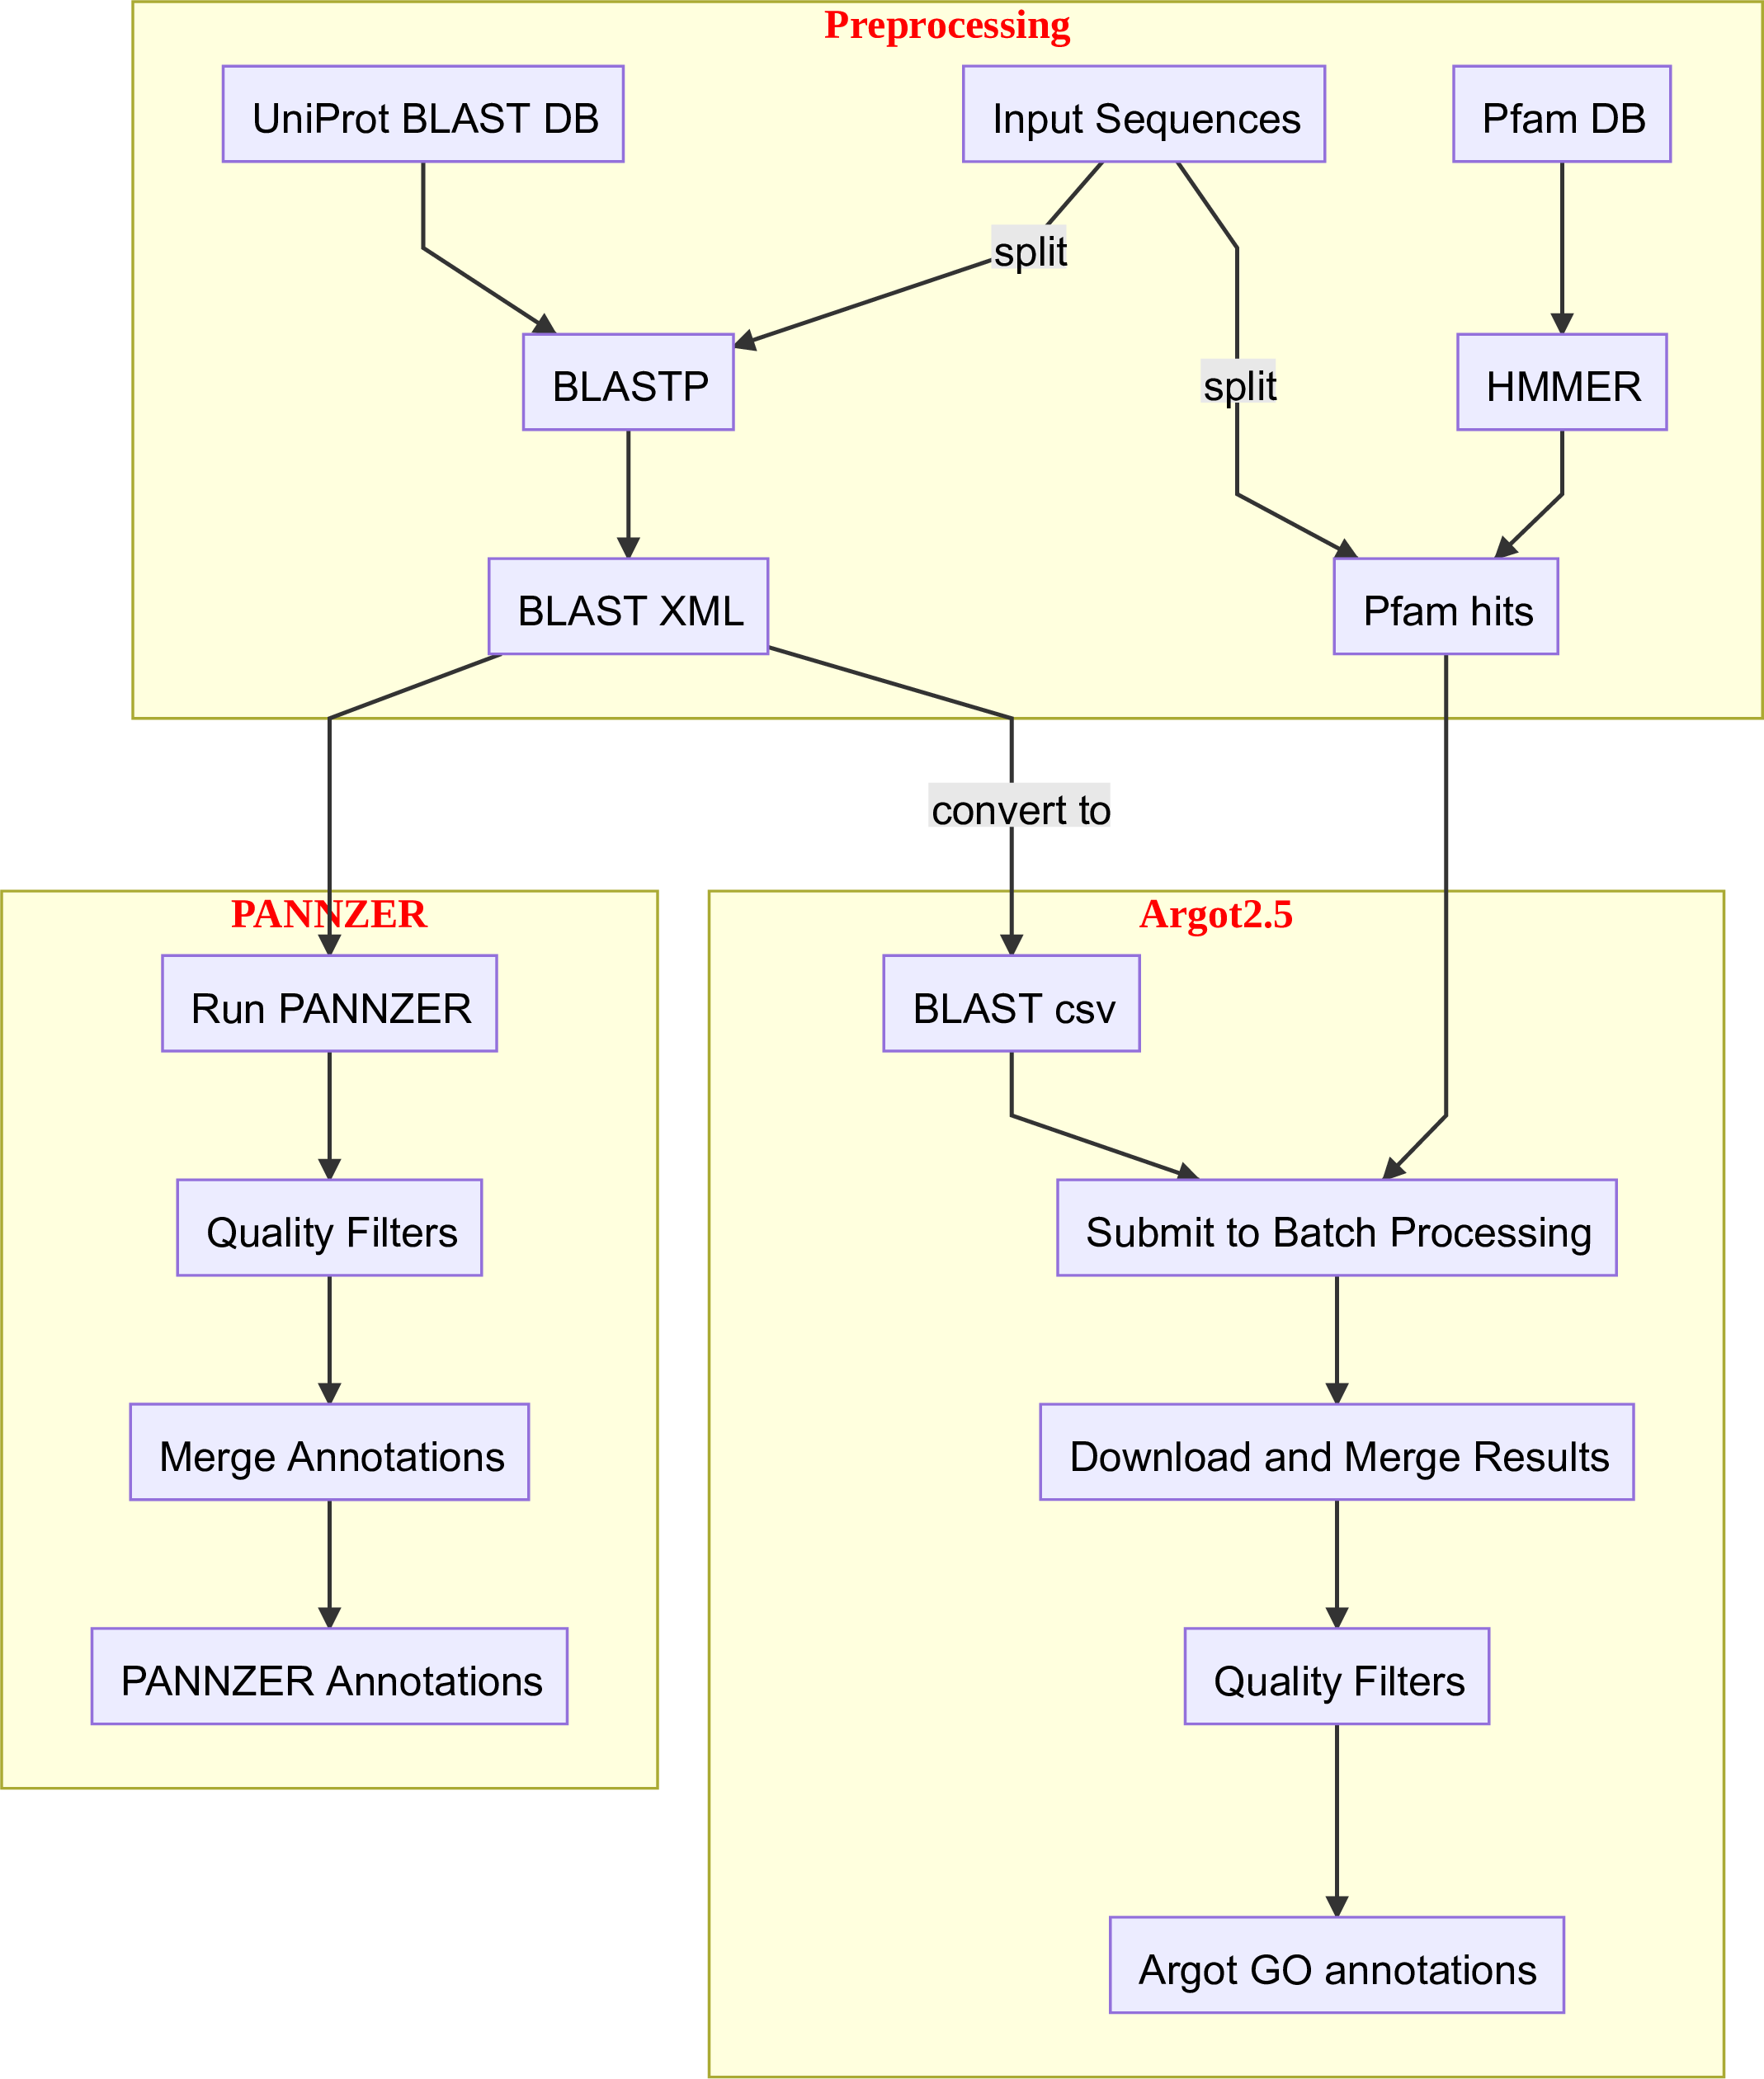 Preprocessing
UniProt BLAST DB
Input Sequences
Pfam DB
split
BLASTP
split
HMMER
BLAST XML
Pfam hits
convert to
PANNZER
Argot2.5
Run PANNZER
BLAST csv
Quality Filters
Submit to Batch Processing
Merge Annotations
Download and Merge Results
PANNZER Annotations
Quality Filters
Argot GO annotations